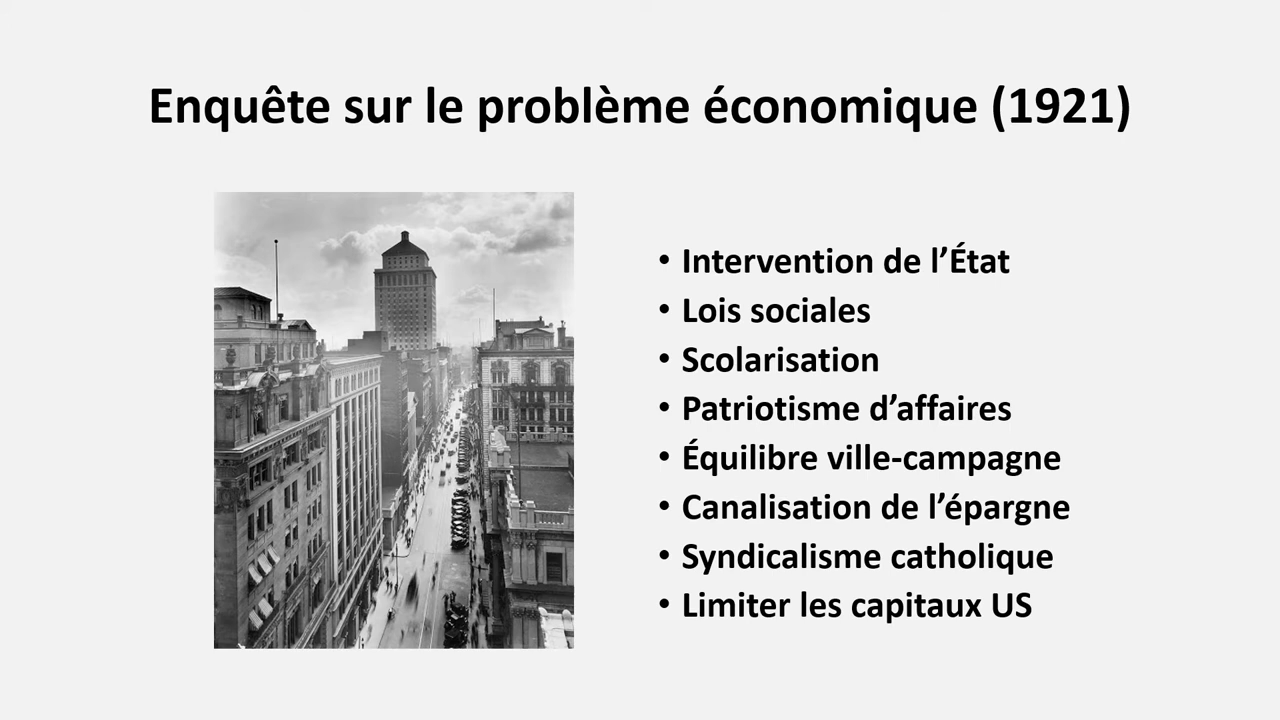 Enquête sur le problème économique (1921)
• Intervention de l’État
• Lois sociales
• Scolarisation
• Patriotisme d’affaires
• Équilibre ville-campagne
• Canalisation de l’épargne
• Syndicalisme catholique
• Limiter les capitaux US